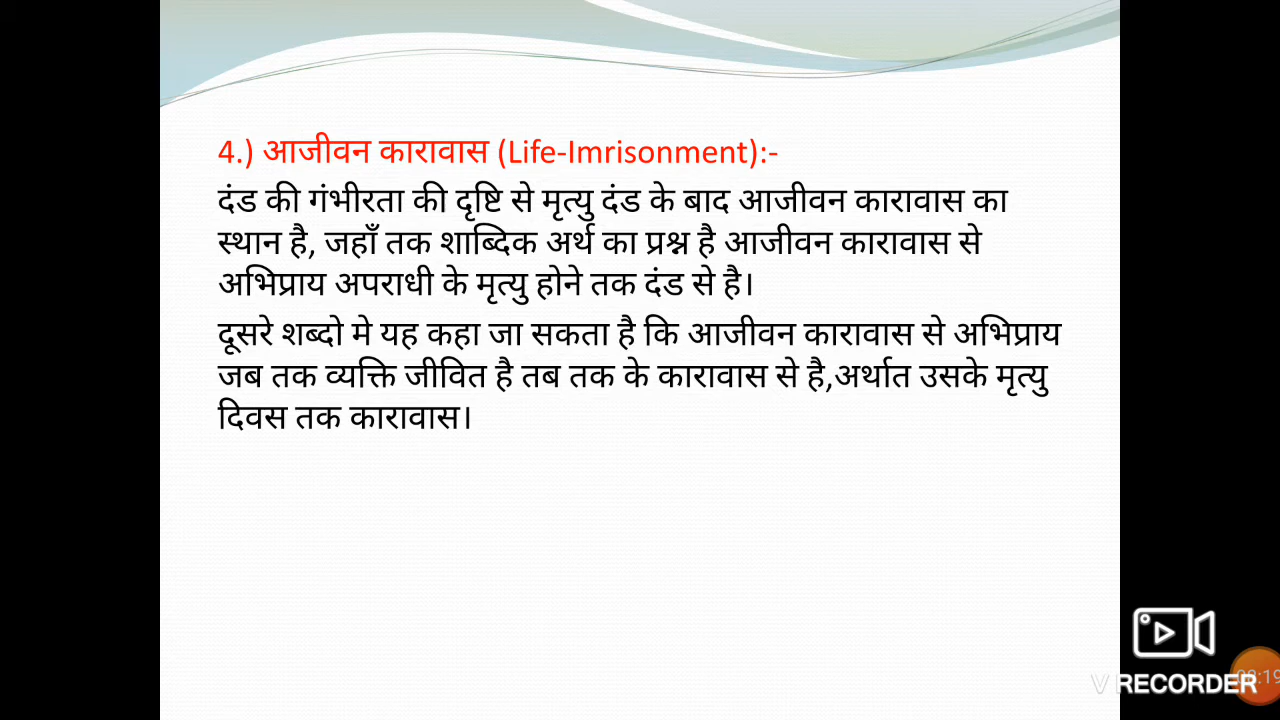 4.) आजीवन कारावास (Life-Imrisonment):-
दंड की गंभीरता की दृष्टि से मृत्यु दंड के बाद आजीवन कारावास का
स्थान है, जहाँ तक शाब्दिक अर्थ का प्रश्न है आजीवन कारावास से
अभिप्राय अपराधी के मृत्यु होने तक दंड से है।
दूसरे शब्दो मे यह कहा जा सकता है कि आजीवन कारावास से अभिप्राय
जब तक व्यक्ति जीवित है तब तक के कारावास से है,अर्थात उसके मृत्यु
दिवस तक कारावास।
V RECORDER